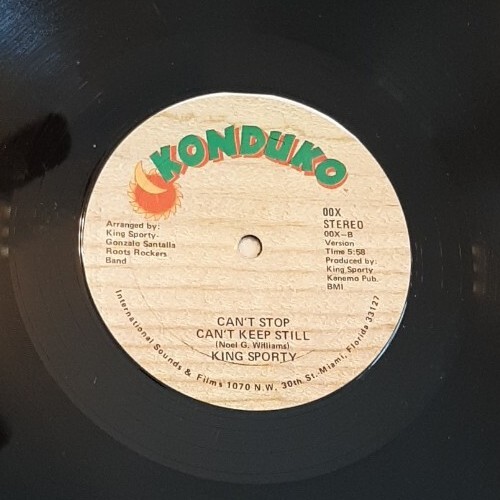 KONDUKO
Arranged by:
King Sporty
Gonzalo Santalla
Roots Rockers
Band
00X
STEREO
00X-B
Version
Time 5:58
Produced by:
King Sporty
Kenemo Pub.
BMI
CAN'T STOP
CAN'T KEEP STILL
(Noel G. Williams)
KING SPORTY
International Sounds & Films 1070 N.W. 30th St.-Miami, Florida 33127